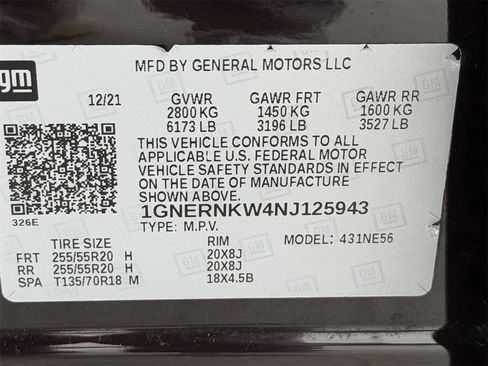 gm
MFD BY GENERAL MOTORS LLC
12/21 GVWR GAWR FRT GAWR RR
2800 KG 1450 KG 1600 KG
6173 LB 3196 LB 3527 LB
THIS VEHICLE CONFORMS TO ALL
APPLICABLE U.S. FEDERAL MOTOR
VEHICLE SAFETY STANDARDS IN EFFECT
ON THE DATE OF MANUFACTURE
SHOWN ABOVE.
326E
1GNERNKW4NJ125943
TYPE: M.P.V.
TIRE SIZE RIM MODEL: 431NE56
FRT 255/55R20 H 20X8J
RR 255/55R20 H 20X8J
SPA T135/70R18 M 18X4.5B